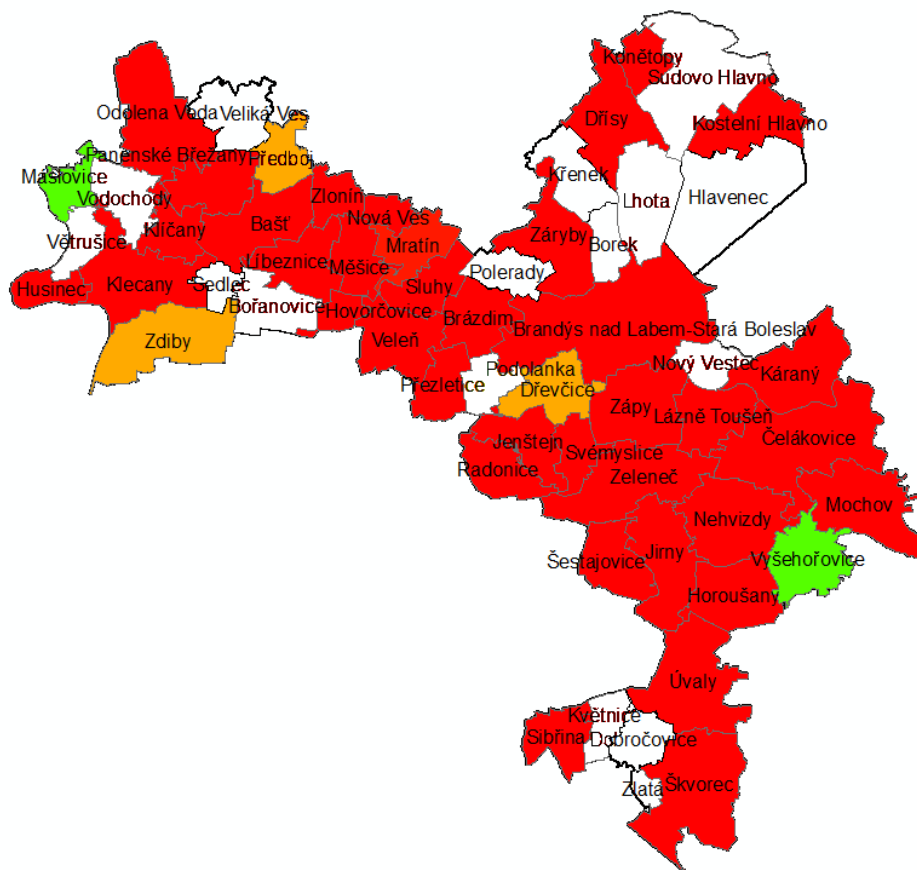 Konětopy
Sudovo Hlavno
Odolena Voda
Veliká Ves
Dřísy
Kostelní Hlavno
Panenské Břežany
Předboj
Máslovice
Vodochody
Zlonín
Křenek
Lhota
Hlavenec
Klíčany
Bašť
Nová Ves
Větrušice
Mratín
Záryby
Borek
Líbeznice
Měšice
Polerady
Husinec
Klecany
Sedlec
Sluhy
Bořanovice
Hovorčovice
Brázdim
Brandýs nad Labem-Stará Boleslav
Zdiby
Veleň
Nový Vestec
Podolanka
Káraný
Přezletice
Dřevčice
Zápy
Lázně Toušeň
Čelákovice
Jenštejn
Svémyslice
Radonice
Zeleneč
Mochov
Nehvizdy
Šestajovice
Jirny
Vyšehořovice
Horoušany
Úvaly
Květnice
Sibřina
Dobročovice
Zlatá
Škvorec